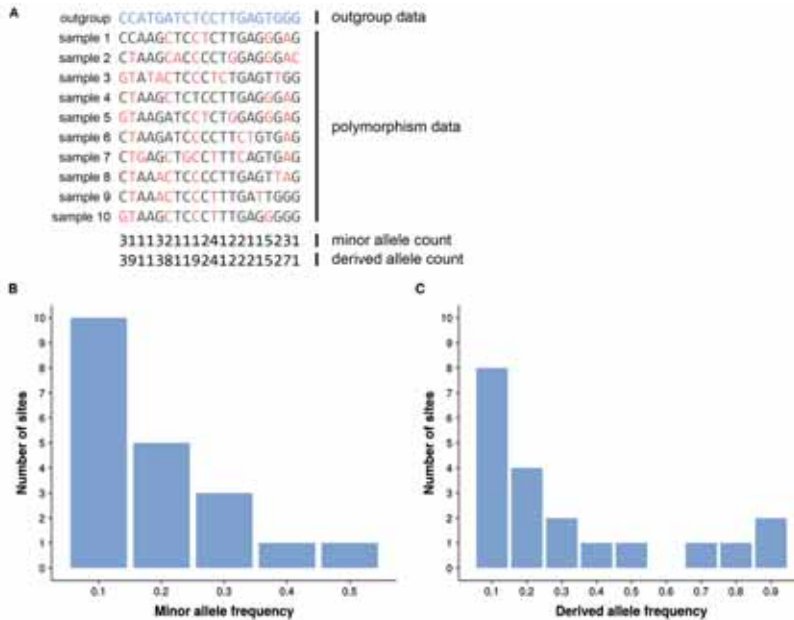 A
outgroup CCATGATCTCCTTGAGTGGG outgroup data
sample 1 CCAAGCTCCTCTTGAGGGAG
sample 2 CTAAGCACCCCTGGAGGGAC
sample 3 GTATACTCCCTCTGAGTTGG
sample 4 CTAAGCTCTCCTTGAGGGAG
sample 5 GTAAGATCCTCTGGAGGGAG
sample 6 CTAAGATCCCCTTCTGTGAG
polymorphism data
sample 7 CTGAGCTGCCTTTCAGTGAG
sample 8 CTAAACTCCCCTTGAGTTAG
sample 9 CTAAACTCCCTTTGATTGGG
sample 10 GTAAGCTCCCTTTGAGGGGG
31113211124122115231 minor allele count
39113811924122215271 derived allele count
B
10
9
8
7
6
5
4
3
2
1
0
Number of sites
0.1 0.2 0.3 0.4 0.5
Minor allele frequency
C
10
9
8
7
6
5
4
3
2
1
0
Number of sites
0.1 0.2 0.3 0.4 0.5 0.6 0.7 0.8 0.9
Derived allele frequency